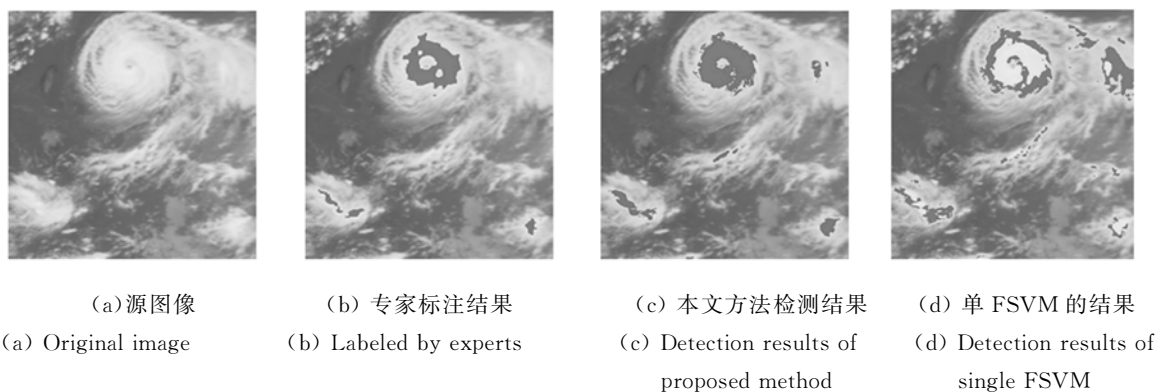 (a)源图像
(b) 专家标注结果
(c) 本文方法检测结果
(d) 单 FSVM 的结果
(a) Original image
(b) Labeled by experts
(c) Detection results of
proposed method
(d) Detection results of
single FSVM